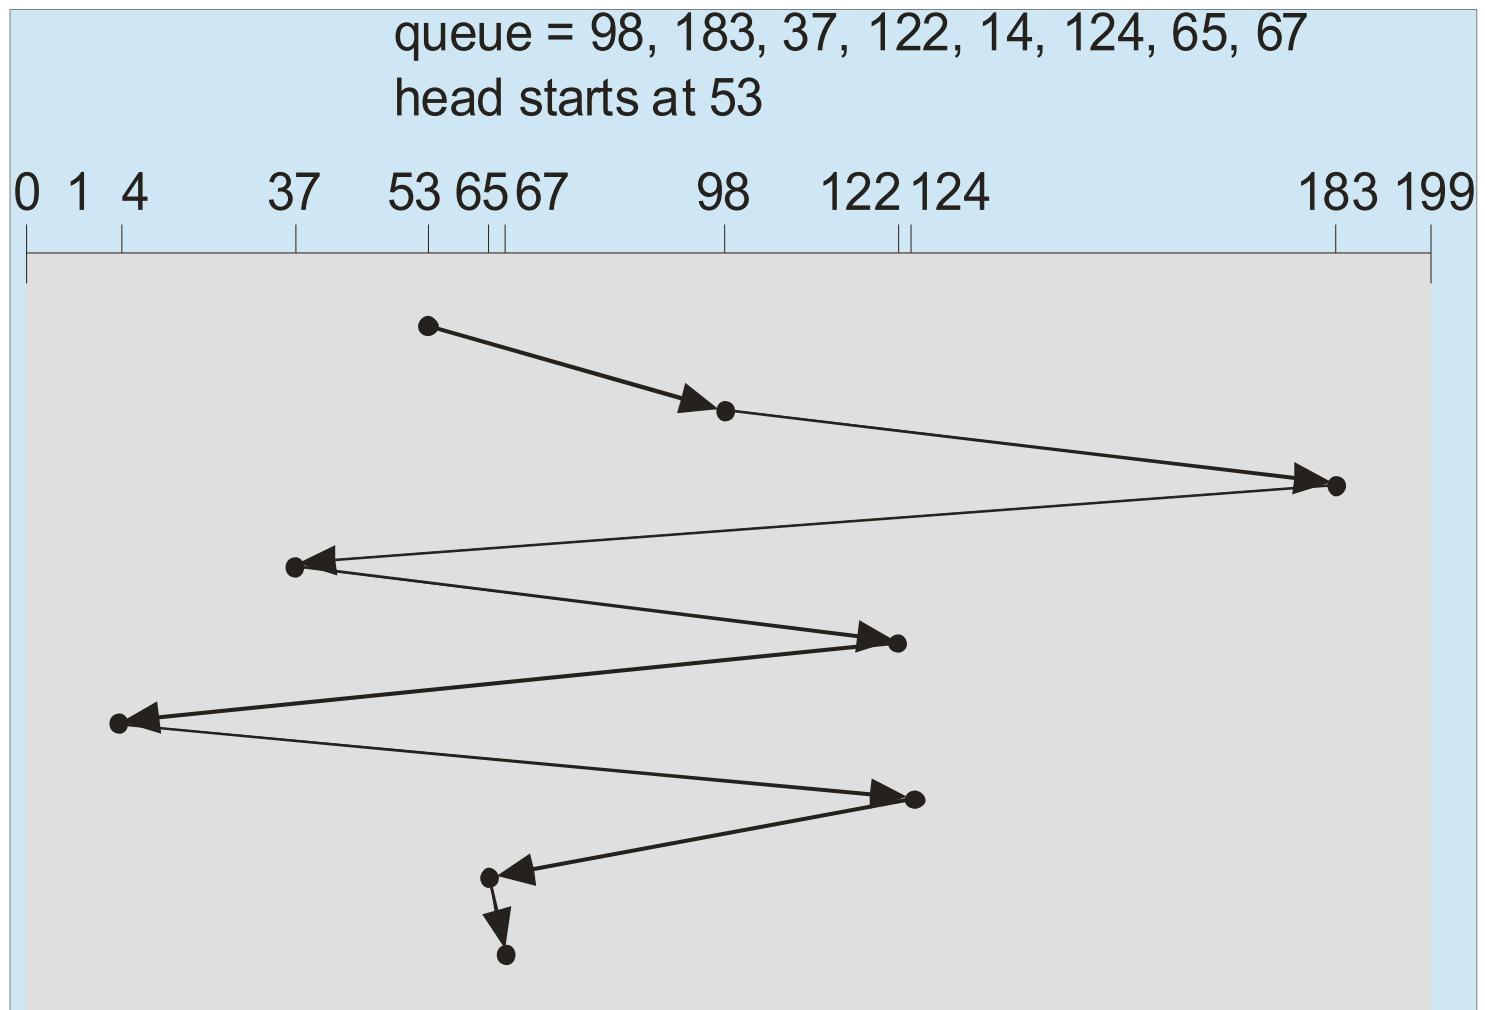 queue = 98, 183, 37, 122, 14, 124, 65, 67
head starts at 53
0 1 4 37 53 65 67 98 122 124 183 199